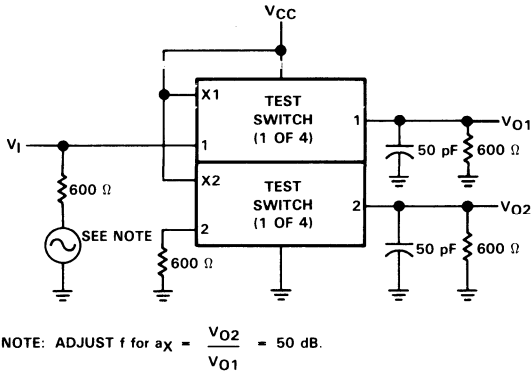 VCC
X1
TEST
SWITCH
(1 OF 4)
1
1
VO1
50 pF
600 Ω
VI
X2
TEST
SWITCH
(1 OF 4)
2
2
VO2
50 pF
600 Ω
600 Ω
SEE NOTE
600 Ω
NOTE: ADJUST f for aX = VO2 / VO1 = 50 dB.